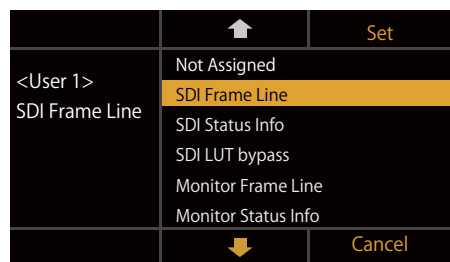 Set
<User 1>
SDI Frame Line
Not Assigned
SDI Frame Line
SDI Status Info
SDI LUT bypass
Monitor Frame Line
Monitor Status Info
Cancel